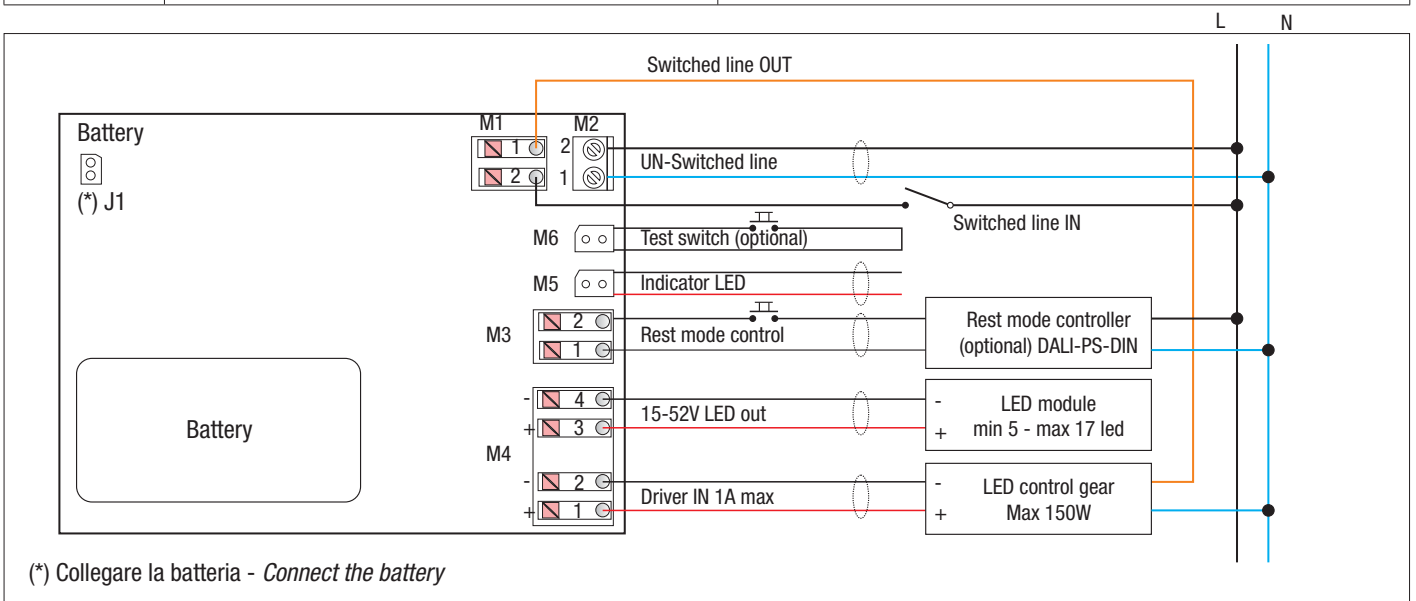 L N
Switched line OUT
Battery
M1 M2
1 2
UN-Switched line
2 1
(*) J1
Switched line IN
M6
Test switch (optional)
M5
Indicator LED
M3
2
Rest mode control
1
Rest mode controller
(optional) DALI-PS-DIN
Battery
M4
- 4
15-52V LED out
+ 3
-
LED module
+
min 5 - max 17 led
- 2
Driver IN 1A max
+ 1
-
LED control gear
+
Max 150W
(*) Collegare la batteria - Connect the battery